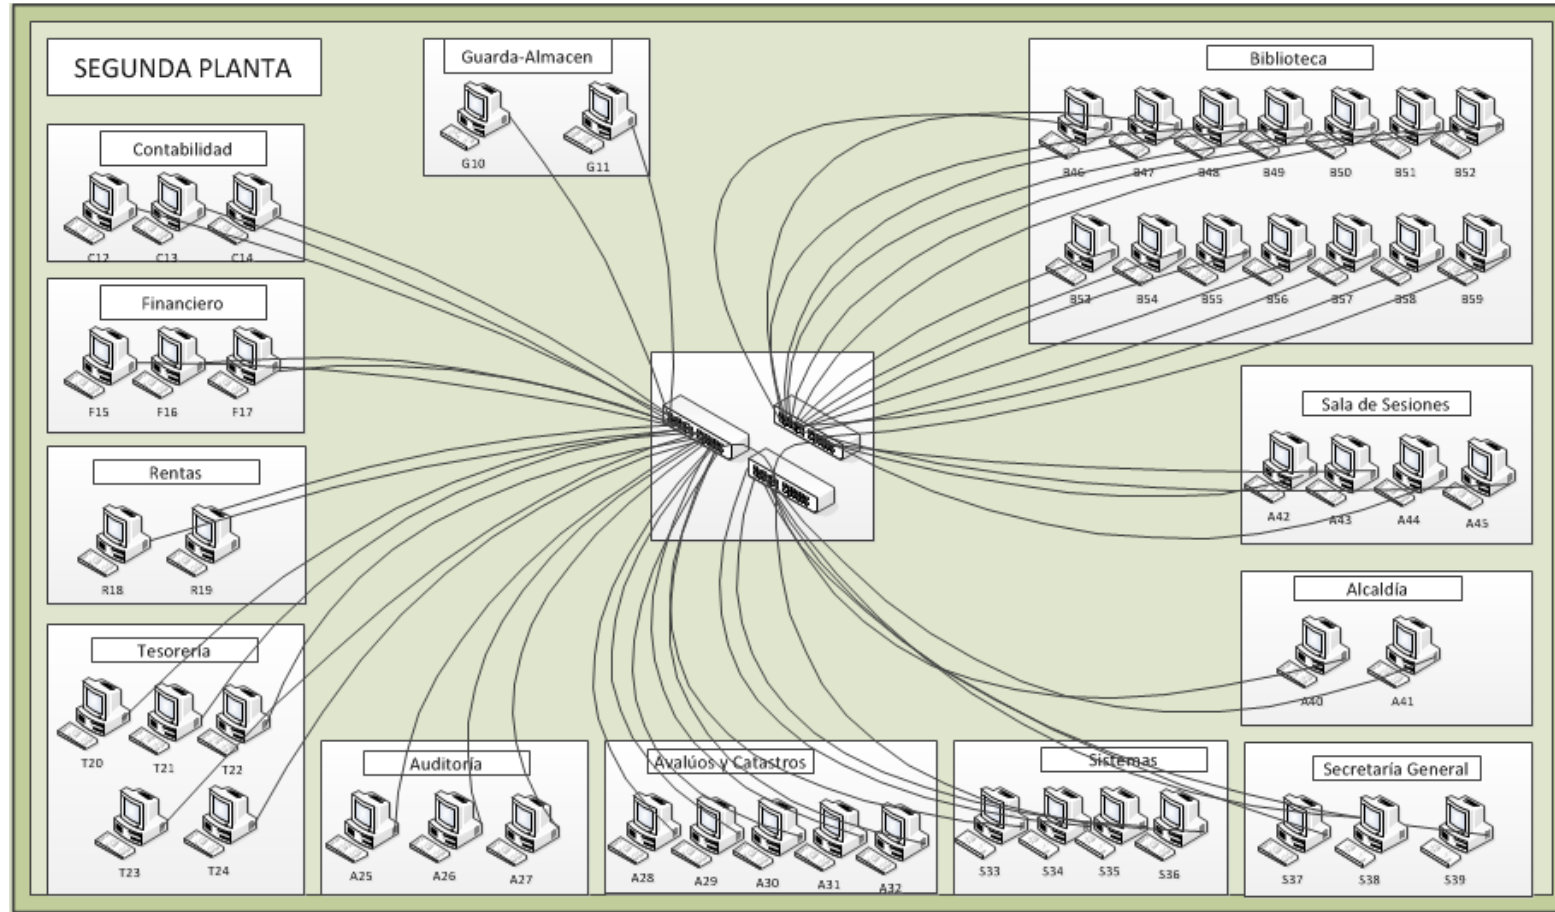 SEGUNDA PLANTA
Guarda-Almacen
G10 G11
Biblioteca
B46 B47 B48 B49 B50 B51 B52
B53 B54 B55 B56 B57 B58 B59
Contabilidad
C12 C13 C14
Financiero
F15 F16 F17
Sala de Sesiones
A42 A43 A44 A45
Rentas
R18 R19
Alcaldía
A40 A41
Tesorería
T20 T21 T22
T23 T24
Auditoría
A25 A26 A27
Avalúos y Catastros
A28 A29 A30 A31 A32
Sistemas
S33 S34 S35 S36
Secretaría General
S37 S38 S39